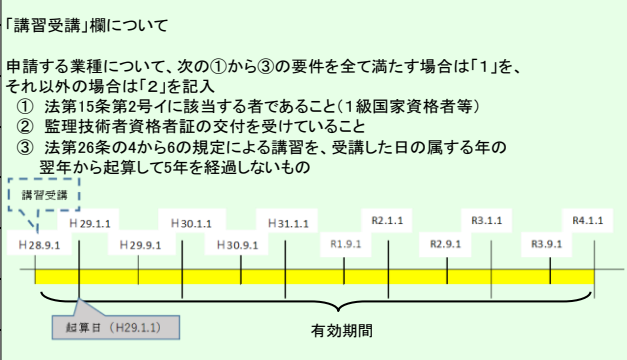 「講習受講」欄について
申請する業種について、次の①から③の要件を全て満たす場合は「１」を、
それ以外の場合は「２」を記入
① 法第15条第２号イに該当する者であること（１級国家資格者等）
② 監理技術者資格者証の交付を受けていること
③ 法第26条の４から６の規定による講習を、受講した日の属する年の
翌年から起算して５年を経過しないもの
講習受講
H29.1.1 H30.1.1 H31.1.1 R2.1.1 R3.1.1 R4.1.1
H28.9.1 H29.9.1 H30.9.1 R1.9.1 R2.9.1 R3.9.1
起算日（H29.1.1）
有効期間